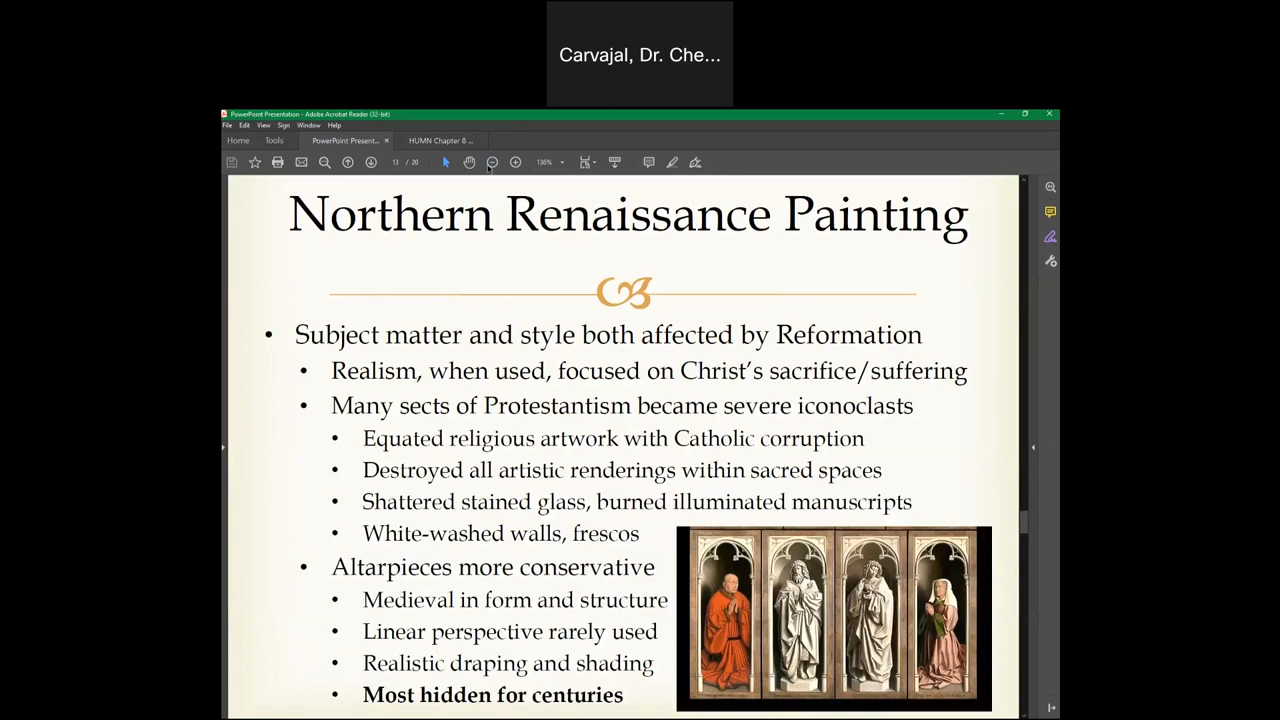 Carvajal, Dr. Che...
PowerPoint Presentation - Adobe Acrobat Reader (32-bit)
File Edit View Sign Window Help
Home Tools PowerPoint Present... × HUMN Chapter 8 ...
13 / 20 136%
Northern Renaissance Painting
• Subject matter and style both affected by Reformation
• Realism, when used, focused on Christ's sacrifice/suffering
• Many sects of Protestantism became severe iconoclasts
• Equated religious artwork with Catholic corruption
• Destroyed all artistic renderings within sacred spaces
• Shattered stained glass, burned illuminated manuscripts
• White-washed walls, frescos
• Altarpieces more conservative
• Medieval in form and structure
• Linear perspective rarely used
• Realistic draping and shading
• Most hidden for centuries